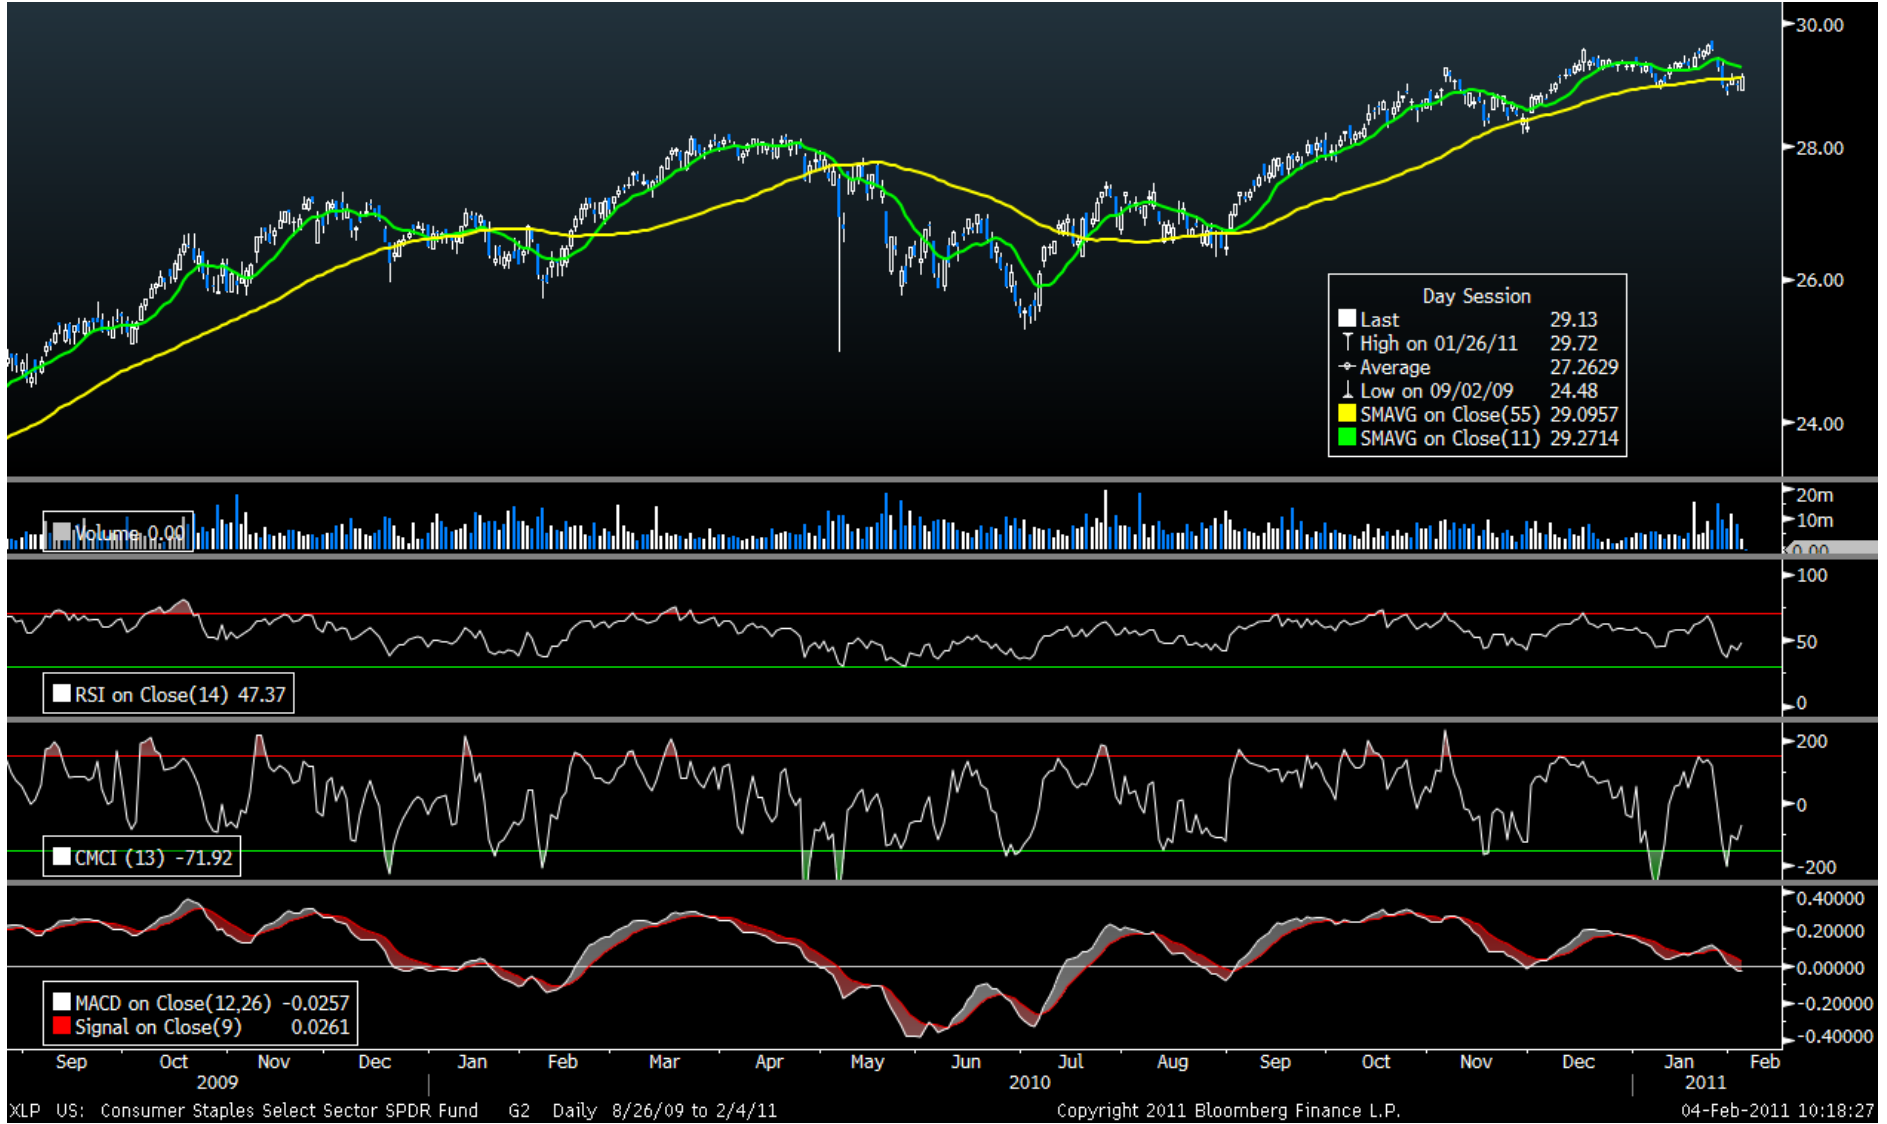 30.00
28.00
26.00
24.00
Day Session
Last 29.13
High on 01/26/11 29.72
Average 27.2629
Low on 09/02/09 24.48
SMAVG on Close(55) 29.0957
SMAVG on Close(11) 29.2714
20m
10m
0.00
Volume 0.00
100
50
0
RSI on Close(14) 47.37
200
0
-200
CMCI (13) -71.92
0.40000
0.20000
0.00000
-0.20000
-0.40000
MACD on Close(12,26) -0.0257
Signal on Close(9) 0.0261
Sep Oct Nov Dec Jan Feb Mar Apr May Jun Jul Aug Sep Oct Nov Dec Jan Feb
2009 2010 2011
XLP US: Consumer Staples Select Sector SPDR Fund G2 Daily 8/26/09 to 2/4/11 Copyright 2011 Bloomberg Finance L.P. 04-Feb-2011 10:18:27